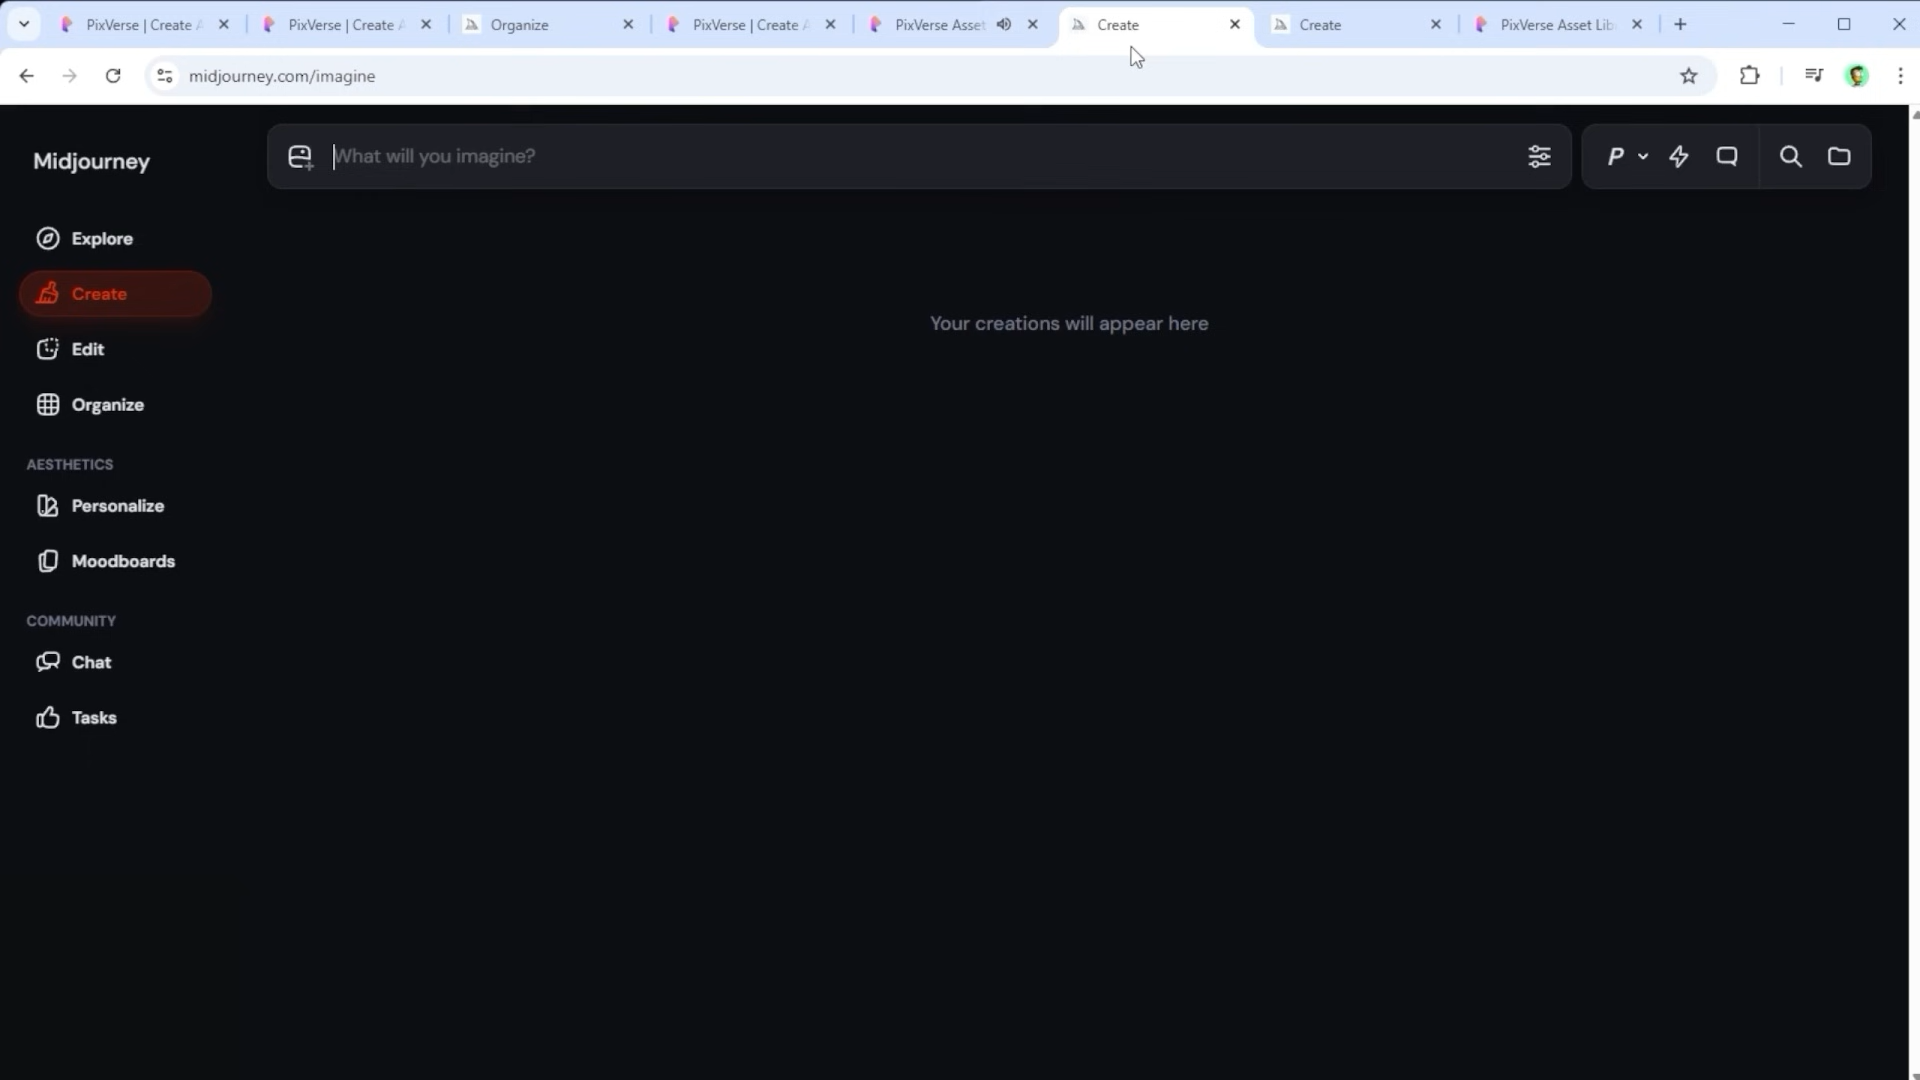 PixVerse | Create A
PixVerse | Create A
Organize
PixVerse | Create A
PixVerse Asset
Create
Create
PixVerse Asset Lib
midjourney.com/imagine
Midjourney
What will you imagine?
P
Explore
Create
Your creations will appear here
Edit
Organize
AESTHETICS
Personalize
Moodboards
COMMUNITY
Chat
Tasks